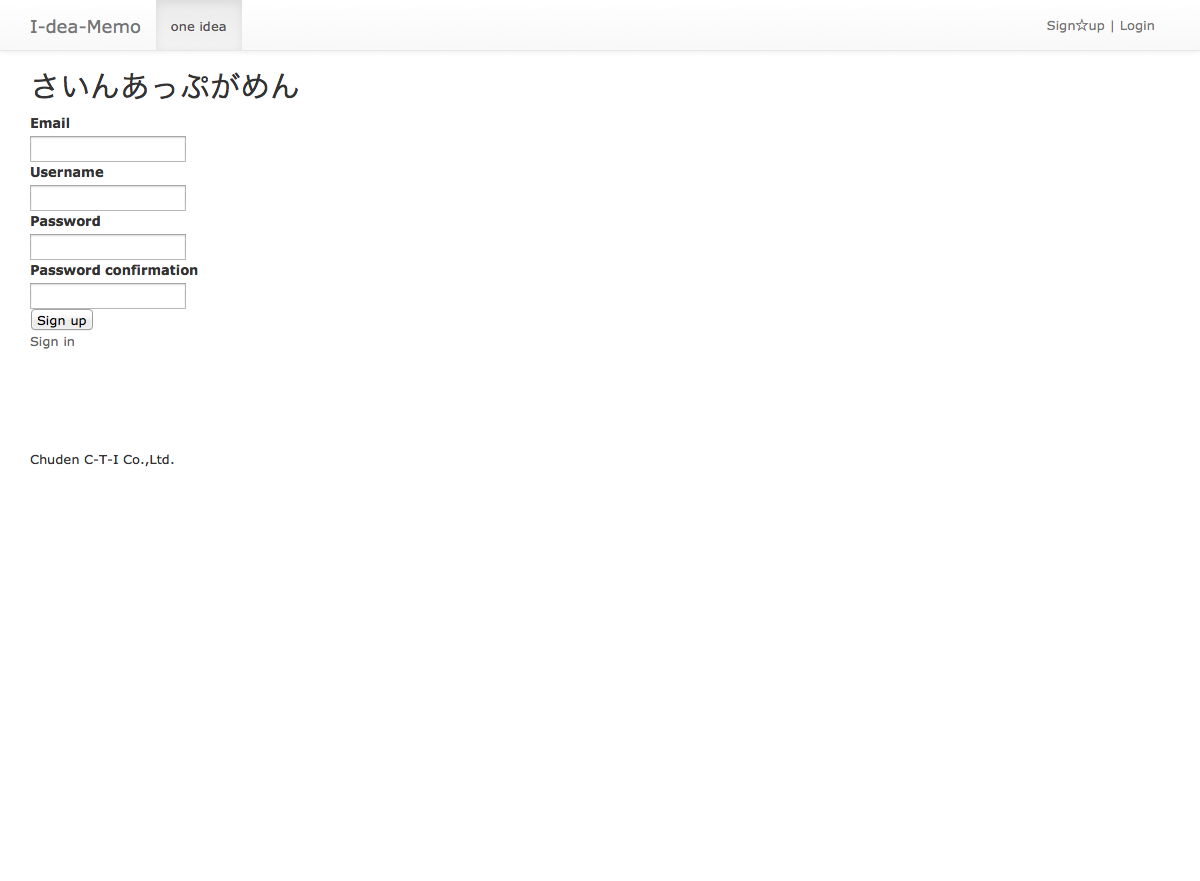 I-dea-Memo one idea Sign☆up | Login
さいんあっぷがめん
Email
Username
Password
Password confirmation
Sign up
Sign in
Chuden C-T-I Co.,Ltd.